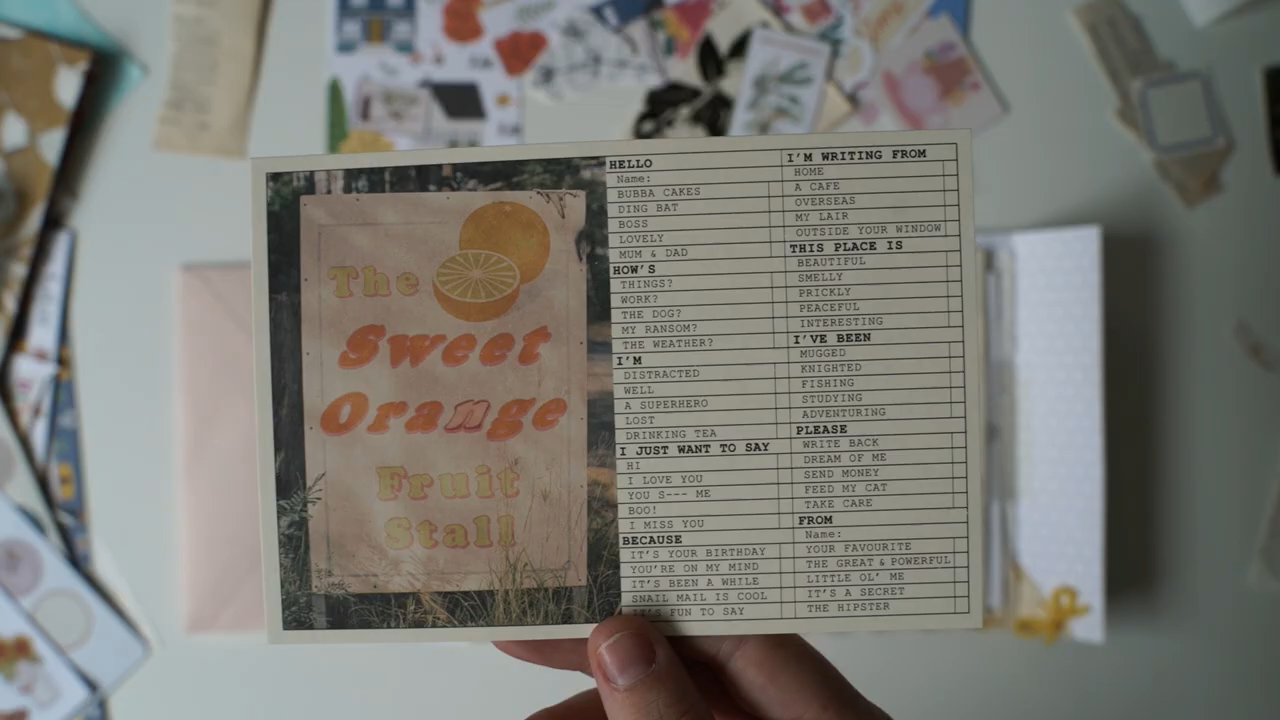 The
Sweet
Orange
Fruit
Stall
HELLO
Name:
BUBBA CAKES
DING BAT
BOSS
LOVELY
MUM & DAD
HOW'S
THINGS?
WORK?
THE DOG?
MY RANSOM?
THE WEATHER?
I'M
DISTRACTED
WELL
A SUPERHERO
LOST
DRINKING TEA
I JUST WANT TO SAY
HI
I LOVE YOU
YOU S--- ME
BOO!
I MISS YOU
BECAUSE
IT'S YOUR BIRTHDAY
YOU'RE ON MY MIND
IT'S BEEN A WHILE
SNAIL MAIL IS COOL
IT'S FUN TO SAY
I'M WRITING FROM
HOME
A CAFE
OVERSEAS
MY LAIR
OUTSIDE YOUR WINDOW
THIS PLACE IS
BEAUTIFUL
SMELLY
PRICKLY
PEACEFUL
INTERESTING
I'VE BEEN
MUGGED
KNIGHTED
FISHING
STUDYING
ADVENTURING
PLEASE
WRITE BACK
DREAM OF ME
SEND MONEY
FEED MY CAT
TAKE CARE
FROM
Name:
YOUR FAVOURITE
THE GREAT & POWERFUL
LITTLE OL' ME
IT'S A SECRET
THE HIPSTER